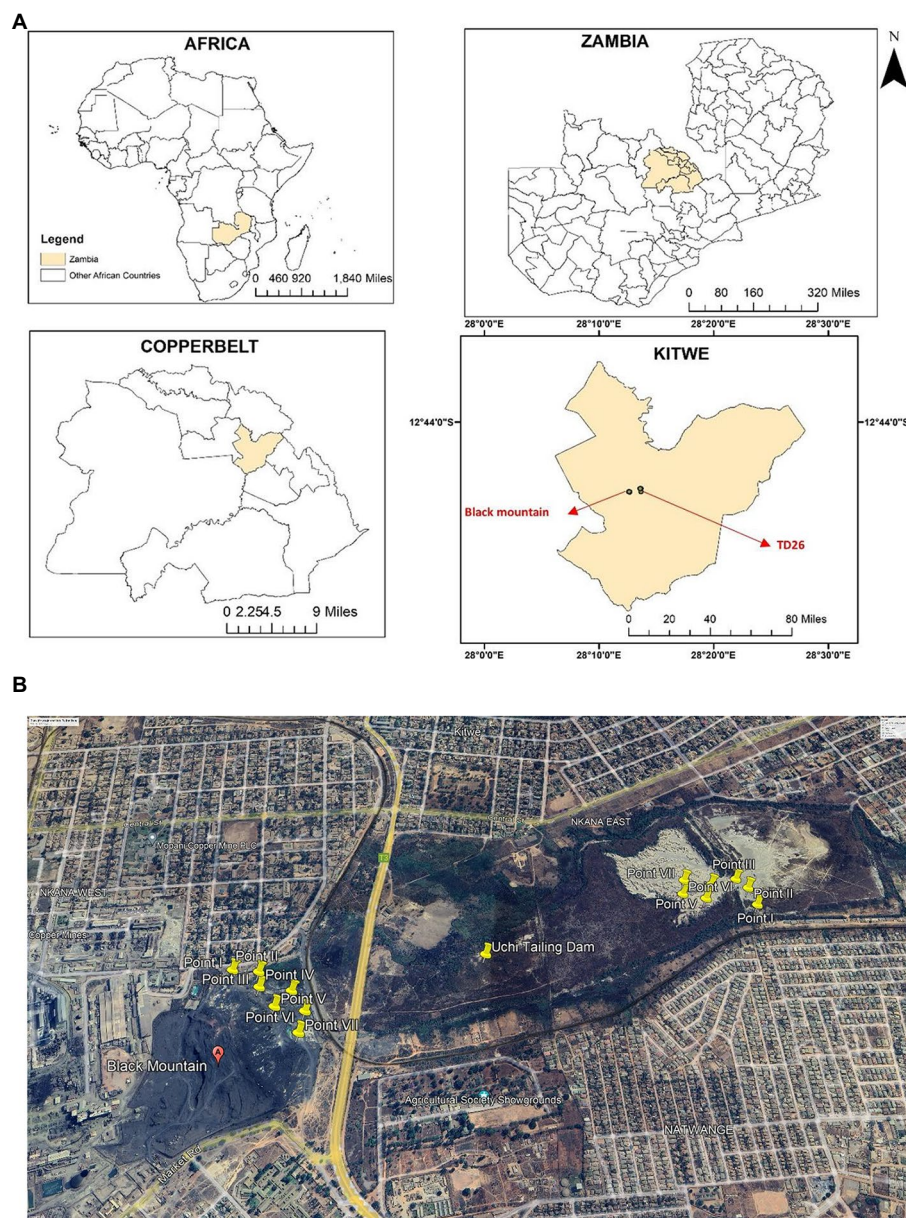 A
AFRICA
Legend
Zambia
Other African Countries
0 460 920 1,840 Miles
ZAMBIA
N
0 80 160 320 Miles
COPPERBELT
0 2.254.5 9 Miles
28°0'0"E 28°10'0"E 28°20'0"E 28°30'0"E
KITWE
12°44'0"S 12°44'0"S
Black mountain
TD26
0 20 40 80 Miles
28°0'0"E 28°10'0"E 28°20'0"E 28°30'0"E
B
Kitwe
Central St
NKANA EAST
Mopani Copper Mine PLC
T3
NKANA WEST
Copper Mines
Point III
Point VII
Point VI
Point II
Point V
Point I
Uchi Tailing Dam
Point II
Point I
Point III
Point IV
Point V
Point VI
Point VII
A
Black Mountain
Agricultural Society Showgrounds
NATWANGE
Market Rd